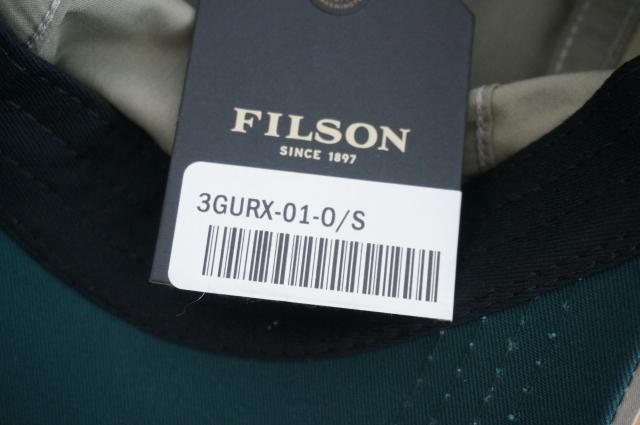 FILSON
SINCE 1897
3GURX-01-O/S